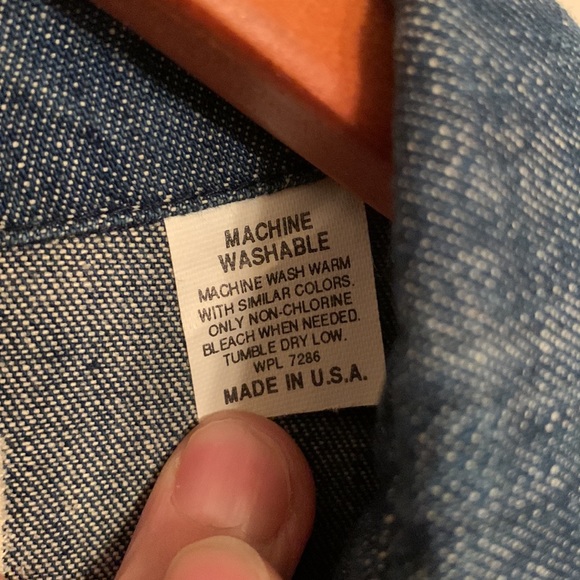 MACHINE
WASHABLE
MACHINE WASH WARM
WITH SIMILAR COLORS.
ONLY NON-CHLORINE
BLEACH WHEN NEEDED.
TUMBLE DRY LOW.
WPL 7286
MADE IN U.S.A.